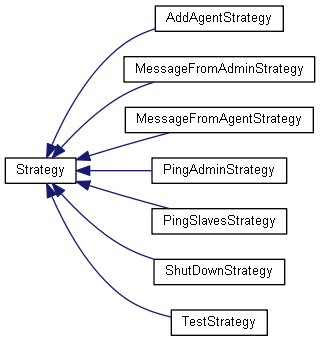 AddAgentStrategy
MessageFromAdminStrategy
MessageFromAgentStrategy
Strategy
PingAdminStrategy
PingSlavesStrategy
ShutDownStrategy
TestStrategy